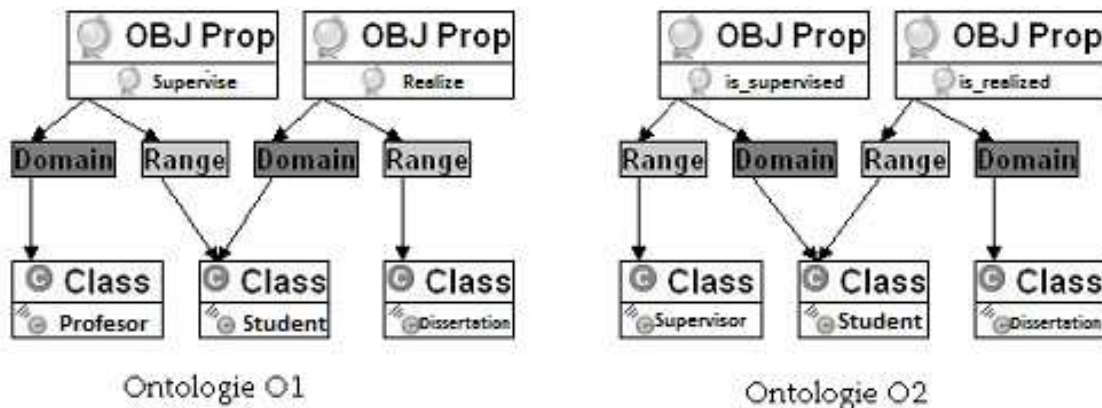 OBJ Prop OBJ Prop OBJ Prop OBJ Prop
Supervise Realize is_supervised is_realized
Domain Range Domain Range Range Domain Range Domain
C Class C Class C Class C Class C Class C Class
C Profesor C Student C Dissertation C Supervisor C Student C Dissertation
Ontologie O1 Ontologie O2